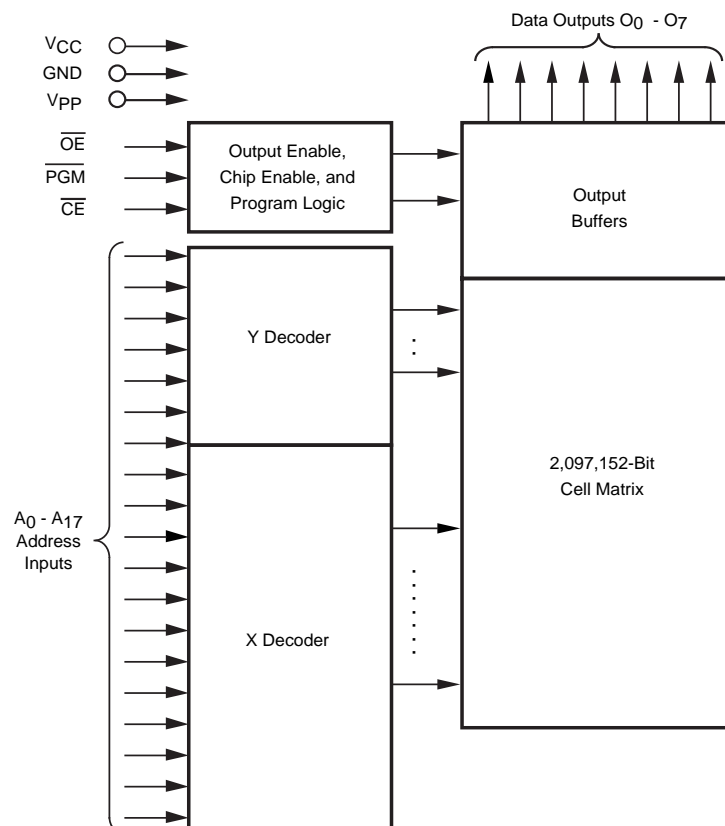 Data Outputs O0 - O7
VCC
GND
VPP
OE
PGM
CE
Output Enable,
Chip Enable, and
Program Logic
Output
Buffers
Y Decoder
2,097,152-Bit
Cell Matrix
A0 - A17
Address
Inputs
X Decoder